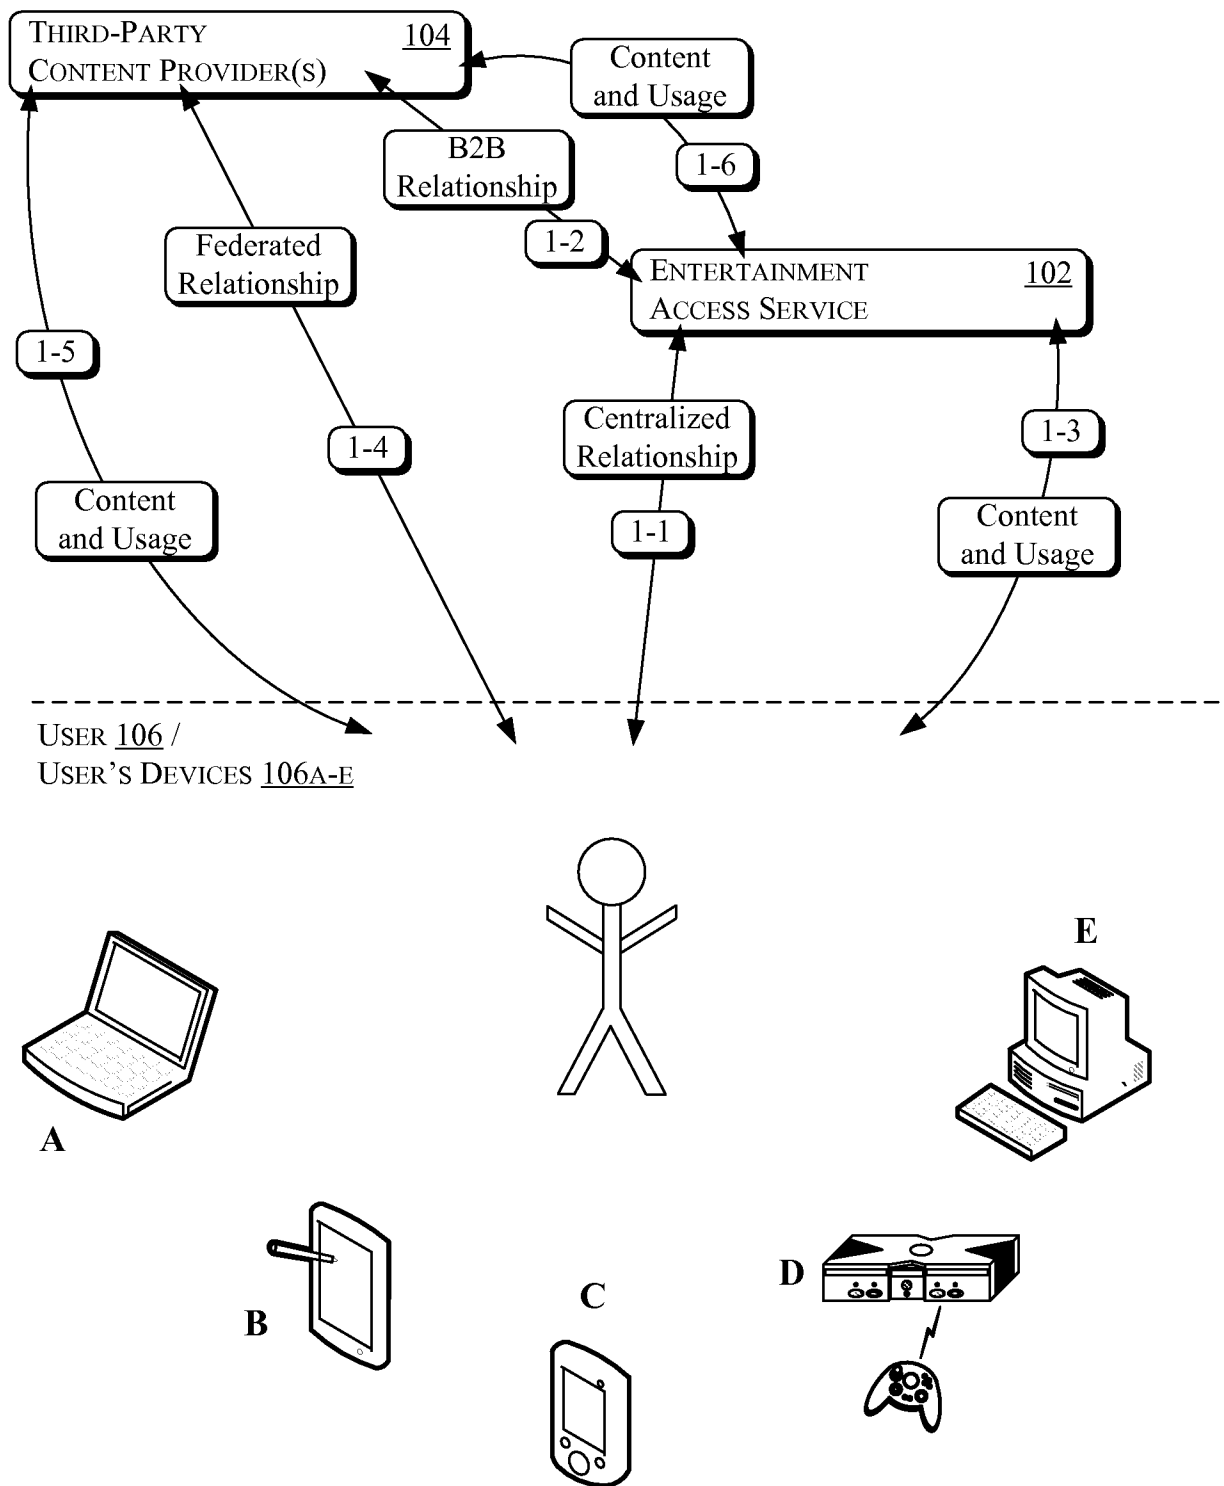 THIRD-PARTY 104
CONTENT PROVIDER(S)
Content
and Usage
B2B
Relationship
1-6
1-2
Federated
Relationship
ENTERTAINMENT 102
ACCESS SERVICE
1-5
Centralized
Relationship
1-3
1-4
Content
and Usage
1-1
Content
and Usage
USER 106 /
USER'S DEVICES 106A-E
E
A
B
C
D